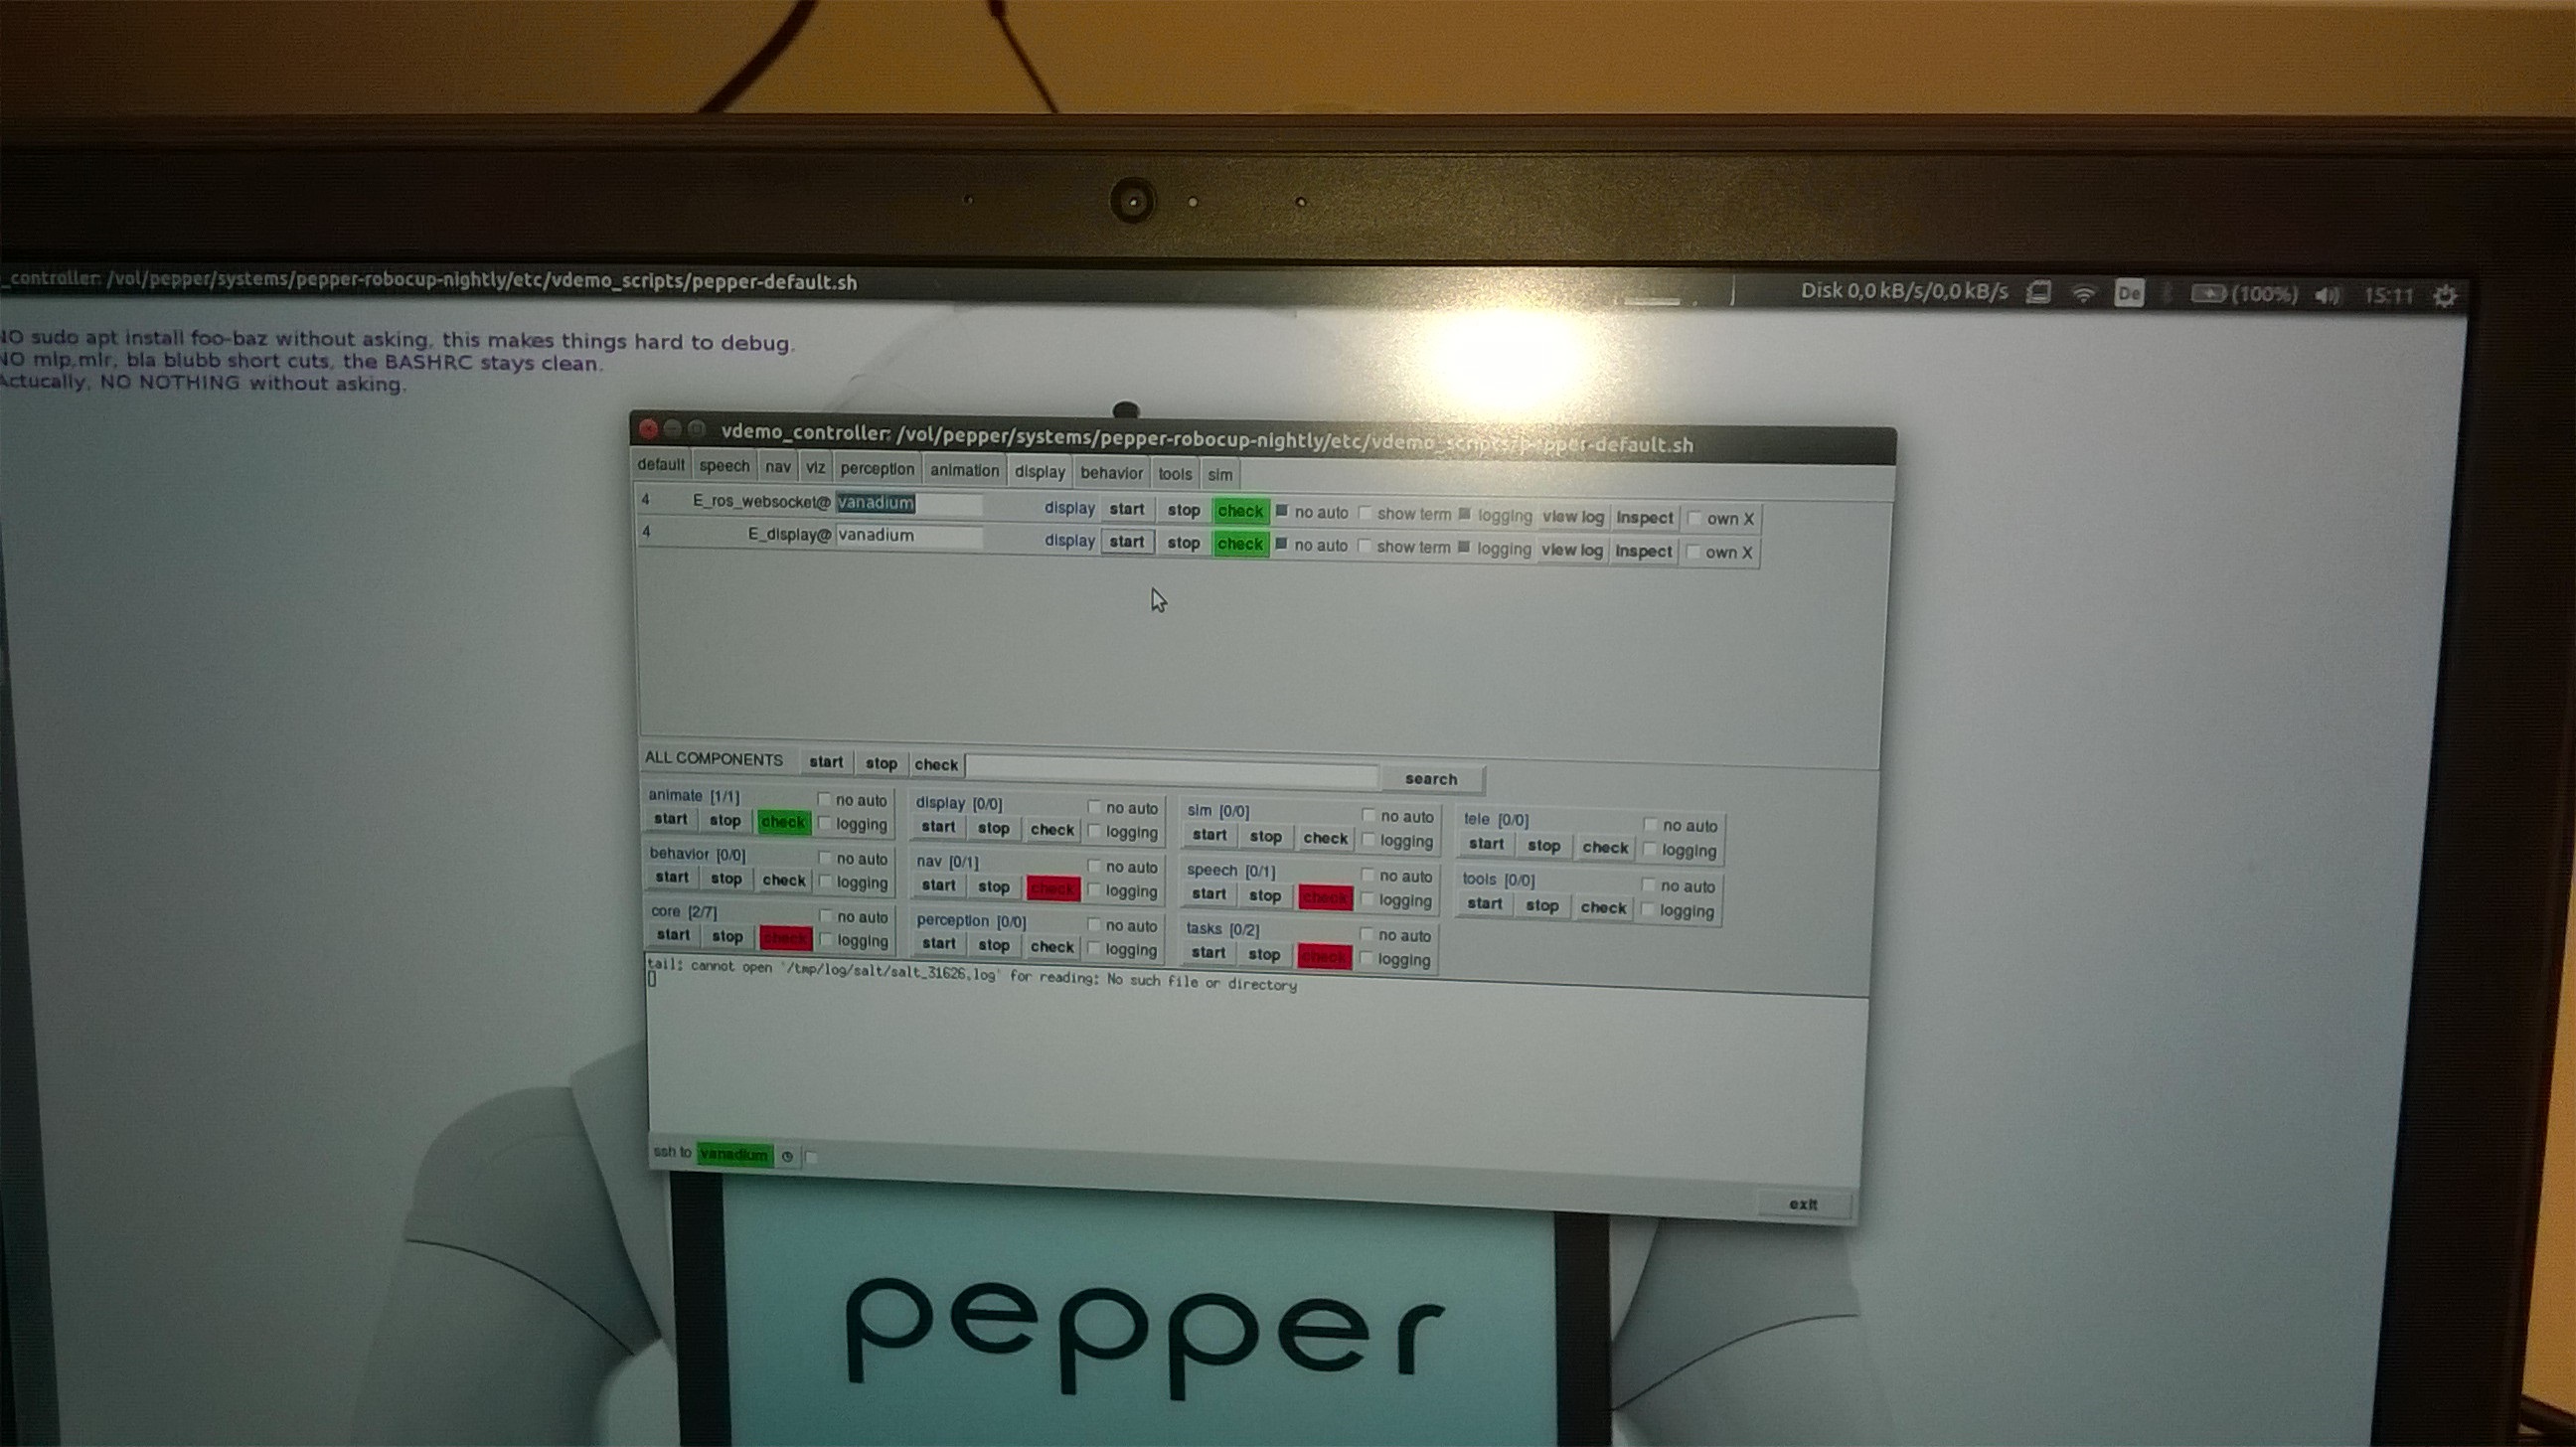 _controller: /vol/pepper/systems/pepper-robocup-nightly/etc/vdemo_scripts/pepper-default.sh
Disk 0,0 kB/s/0,0 kB/s De (100%) 15:11
NO sudo apt install foo-baz without asking, this makes things hard to debug.
NO mlp,mlr, bla blubb short cuts, the BASHRC stays clean.
Actucally, NO NOTHING without asking.
vdemo_controller: /vol/pepper/systems/pepper-robocup-nightly/etc/vdemo_scripts/pepper-default.sh
default speech nav viz perception animation display behavior tools sim
4 E_ros_websocket@ vanadium display start stop check no auto show term logging view log Inspect own X
4 E_display@ vanadium display start stop check no auto show term logging view log Inspect own X
ALL COMPONENTS start stop check search
animate [1/1] no auto display [0/0] no auto sim [0/0] no auto tele [0/0] no auto
start stop check logging start stop check logging start stop check logging start stop check logging
behavior [0/0] no auto nav [0/1] no auto speech [0/1] no auto tools [0/0] no auto
start stop check logging start stop check logging start stop check logging start stop check logging
core [2/7] no auto perception [0/0] no auto tasks [0/2] no auto
start stop check logging start stop check logging start stop check logging
tail: cannot open '/tmp/log/salt/salt_31626.log' for reading: No such file or directory
ssh to vanadium
exit
pepper